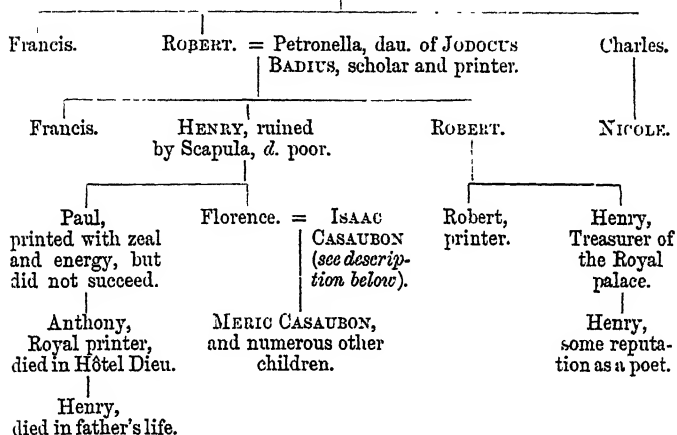 Francis. ROBERT. = Petronella, dau. of JODOCUS Charles.
BADIUS, scholar and printer.
Francis. HENRY, ruined ROBERT. NICOLE.
by Scapula, d. poor.
Paul, Florence. = ISAAC Robert, Henry,
printed with zeal CASAUBON printer. Treasurer of
and energy, but (see descrip- the Royal
did not succeed. tion below). palace.
Anthony, MERIC CASAUBON, Henry,
Royal printer, and numerous other some reputa-
died in Hôtel Dieu. children. tion as a poet.
Henry,
died in father's life.